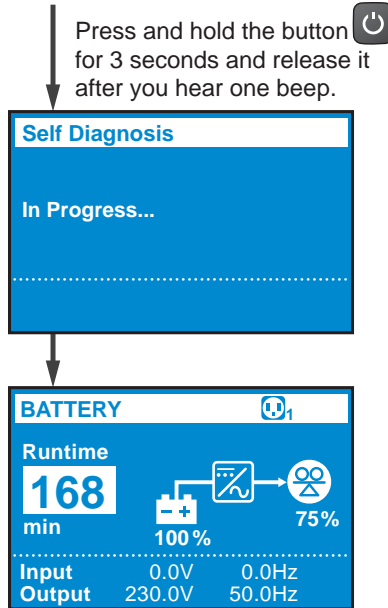 Press and hold the button
for 3 seconds and release it
after you hear one beep.
Self Diagnosis
In Progress...
BATTERY 1
Runtime
168
min
- +
100%
75%
Input 0.0V 0.0Hz
Output 230.0V 50.0Hz